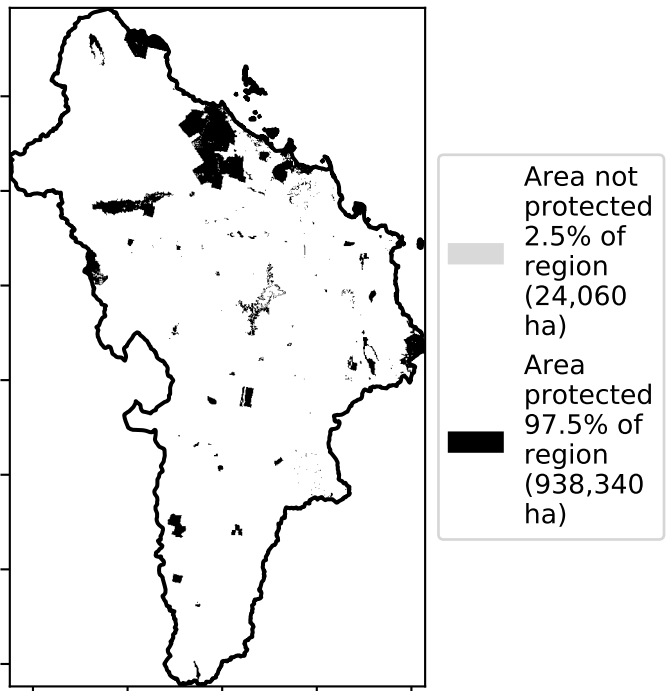 Area not
protected
2.5% of
region
(24,060
ha)
Area
protected
97.5% of
region
(938,340
ha)